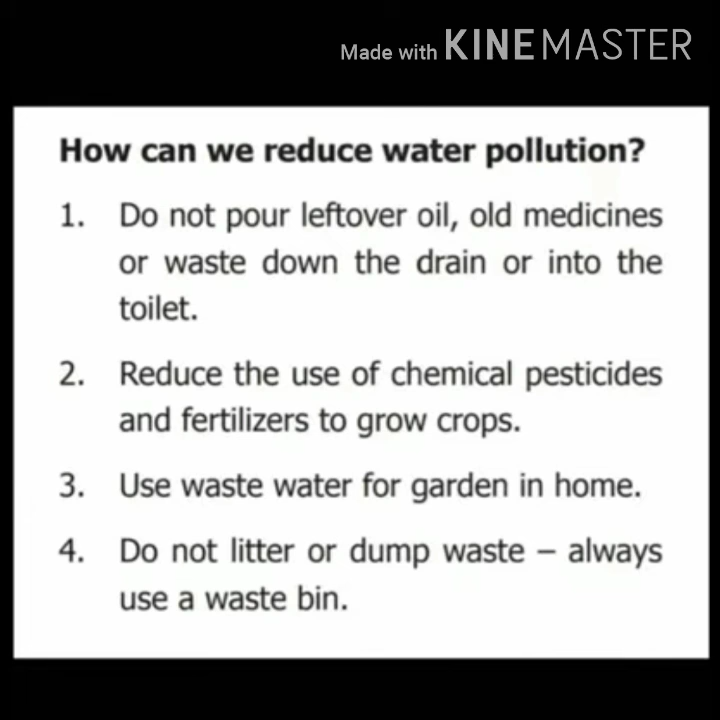 Made with KINEMASTER
How can we reduce water pollution?
1. Do not pour leftover oil, old medicines
or waste down the drain or into the
toilet.
2. Reduce the use of chemical pesticides
and fertilizers to grow crops.
3. Use waste water for garden in home.
4. Do not litter or dump waste – always
use a waste bin.